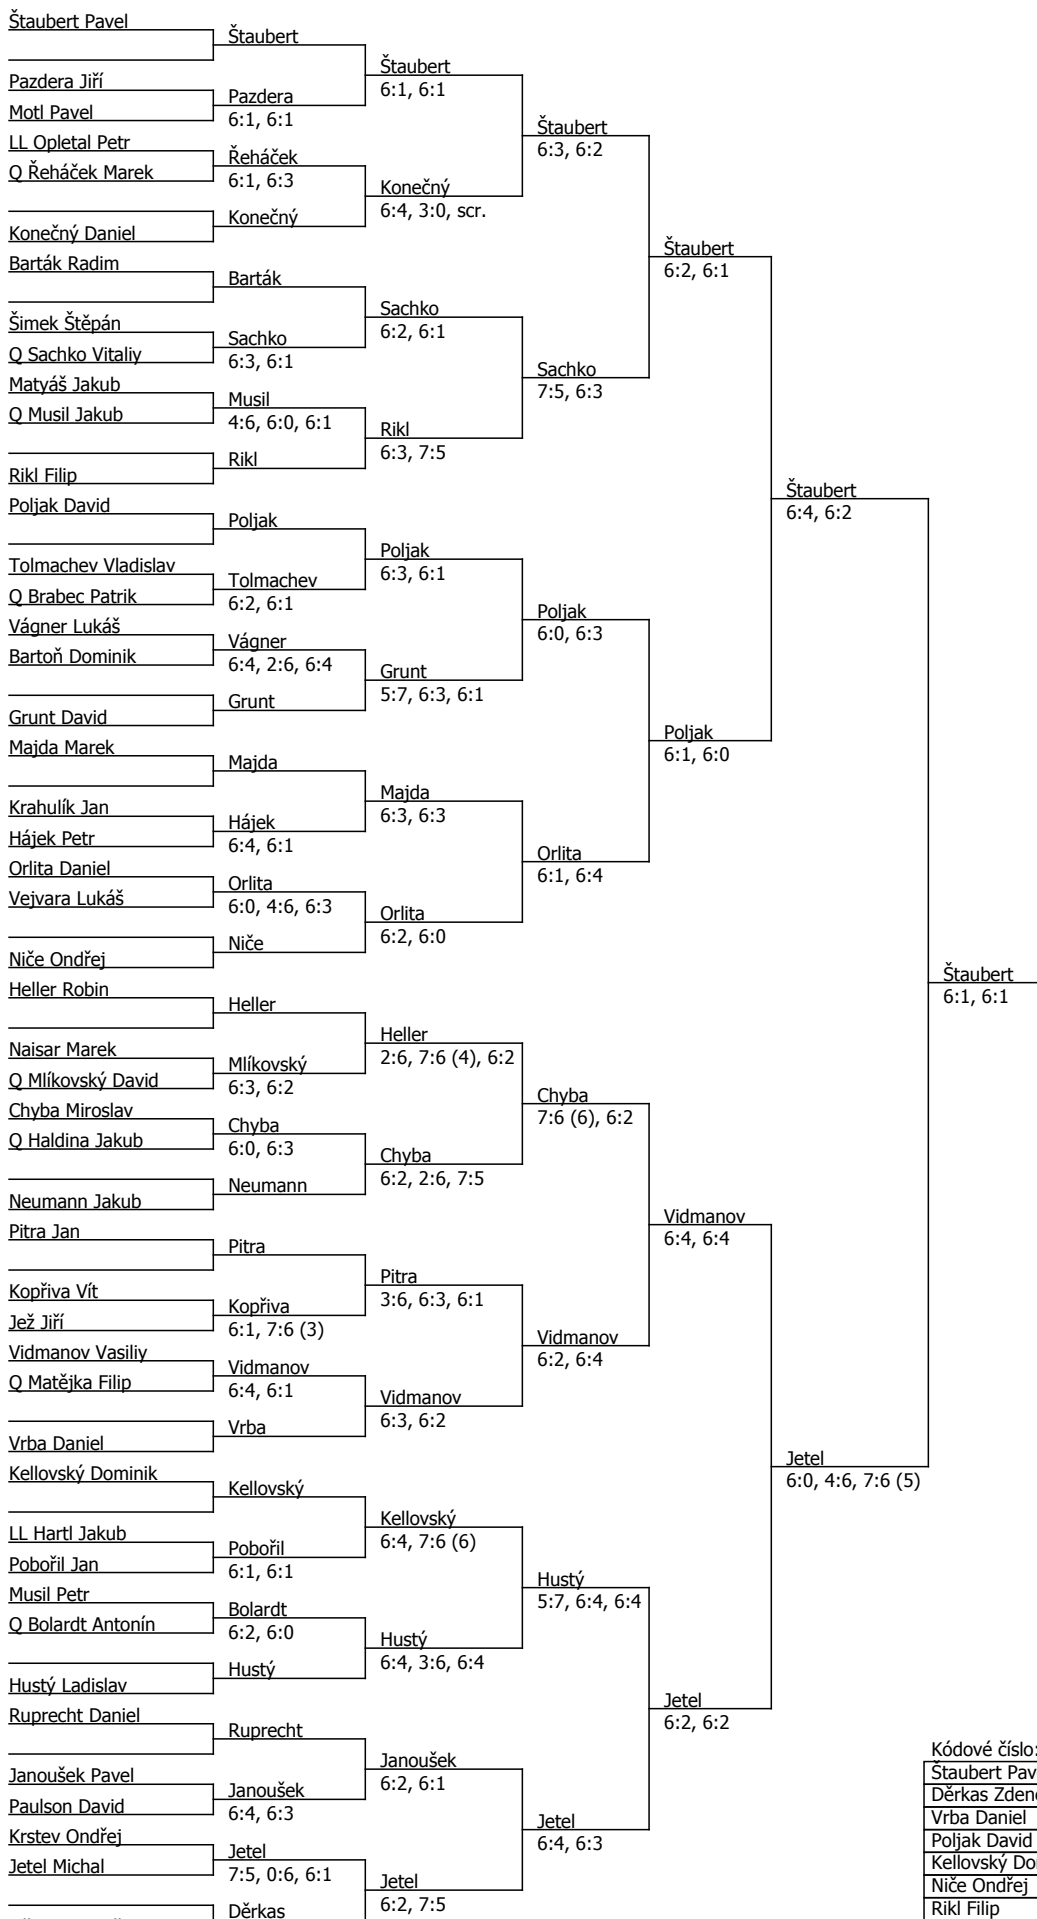 Štaubert Pavel
Štaubert
Štaubert
6:1, 6:1
Pazdera Jiří
Motl Pavel
Pazdera
6:1, 6:1
Štaubert
6:3, 6:2
LL Opletal Petr
Q Řeháček Marek
Řeháček
6:1, 6:3
Konečný
6:4, 3:0, scr.
Konečný
Konečný Daniel
Štaubert
6:2, 6:1
Barták Radim
Barták
Sachko
6:2, 6:1
Šimek Štěpán
Q Sachko Vitaliy
Sachko
6:3, 6:1
Sachko
7:5, 6:3
Matyáš Jakub
Q Musil Jakub
Musil
4:6, 6:0, 6:1
Rikl
6:3, 7:5
Rikl
Rikl Filip
Štaubert
6:4, 6:2
Poljak David
Poljak
Poljak
6:3, 6:1
Tolmachev Vladislav
Q Brabec Patrik
Tolmachev
6:2, 6:1
Poljak
6:0, 6:3
Vágner Lukáš
Bartoň Dominik
Vágner
6:4, 2:6, 6:4
Grunt
5:7, 6:3, 6:1
Grunt
Grunt David
Poljak
6:1, 6:0
Majda Marek
Majda
Majda
6:3, 6:3
Krahulík Jan
Hájek Petr
Hájek
6:4, 6:1
Orlita
6:1, 6:4
Orlita Daniel
Vejvara Lukáš
Orlita
6:0, 4:6, 6:3
Orlita
6:2, 6:0
Niče
Niče Ondřej
Štaubert
6:1, 6:1
Heller Robin
Heller
Heller
2:6, 7:6 (4), 6:2
Naisar Marek
Q Mlíkovský David
Mlíkovský
6:3, 6:2
Chyba
7:6 (6), 6:2
Chyba Miroslav
Q Haldina Jakub
Chyba
6:0, 6:3
Chyba
6:2, 2:6, 7:5
Neumann
Neumann Jakub
Vidmanov
6:4, 6:4
Pitra Jan
Pitra
Pitra
3:6, 6:3, 6:1
Kopřiva Vít
Jež Jiří
Kopřiva
6:1, 7:6 (3)
Vidmanov
6:2, 6:4
Vidmanov Vasiliy
Q Matějka Filip
Vidmanov
6:4, 6:1
Vidmanov
6:3, 6:2
Vrba
Vrba Daniel
Jetel
6:0, 4:6, 7:6 (5)
Kellovský Dominik
Kellovský
Kellovský
6:4, 7:6 (6)
LL Hartl Jakub
Pobořil Jan
Pobořil
6:1, 6:1
Hustý
5:7, 6:4, 6:4
Musil Petr
Q Bolardt Antonín
Bolardt
6:2, 6:0
Hustý
6:4, 3:6, 6:4
Hustý
Hustý Ladislav
Jetel
6:2, 6:2
Ruprecht Daniel
Ruprecht
Janoušek
6:2, 6:1
Janoušek Pavel
Paulson David
Janoušek
6:4, 6:3
Jetel
6:4, 6:3
Krstev Ondřej
Jetel Michal
Jetel
7:5, 0:6, 6:1
Jetel
6:2, 7:5
Děrkas
Kódové číslo:
Štaubert Pav
Děrkas Zden
Vrba Daniel
Poljak David
Kellovský Do
Niče Ondřej
Rikl Filip